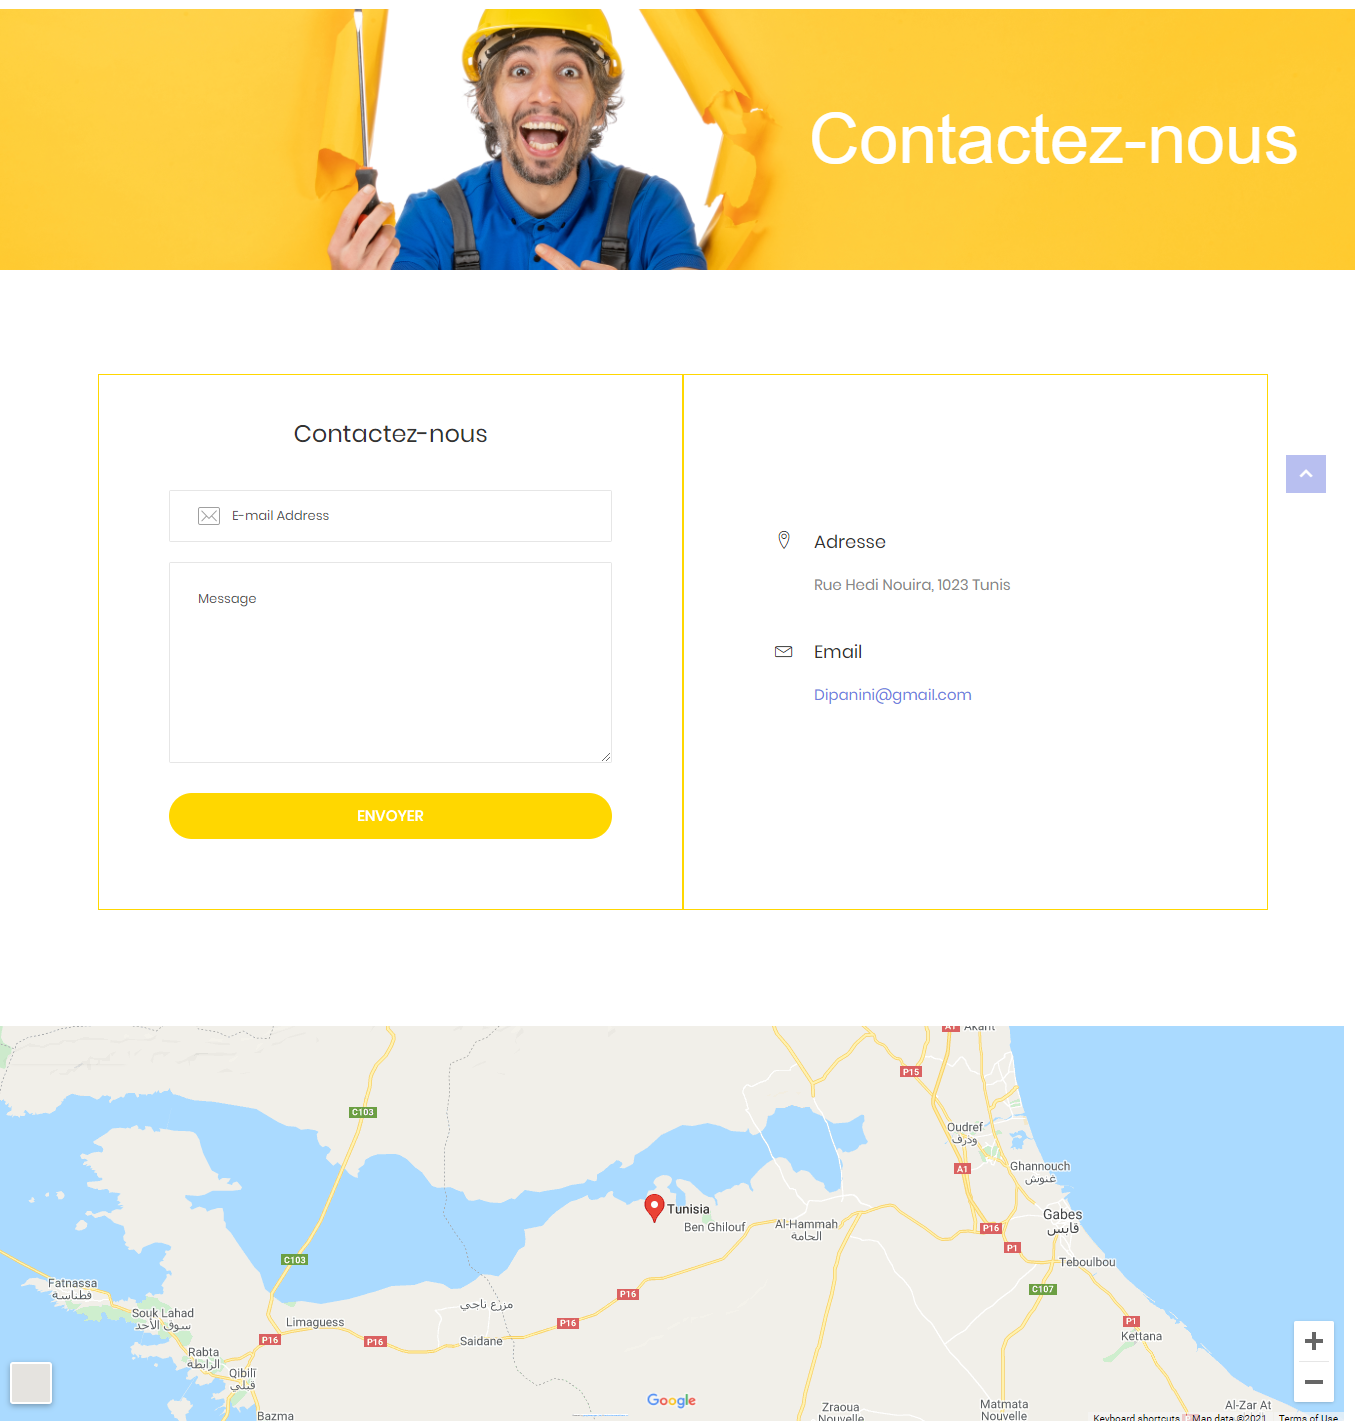 Contactez-nous
Contactez-nous
E-mail Address
Message
ENVOYER
Adresse
Rue Hedi Nouira, 1023 Tunis
Email
Dipanini@gmail.com
A1
Akarit
P15
C103
Oudref
وذرف
A1
Ghannouch
غنوش
Tunisia
Ben Ghilouf
Al-Hammah
الحامة
Gabes
قابس
P16
P1
C103
Teboulbou
Fatnassa
فطناسة
C107
P16
مزرع ناجي
Souk Lahad
سوق الأحد
Limaguess
P16
P1
P16
P16
Saidane
Kettana
Rabta
الرابطة
Qibilī
قبلي
Google
Bazma
Zraoua
Nouvelle
Matmata
Nouvelle
Al-Zar At
Keyboard shortcuts
Map data ©2021
Terms of Use